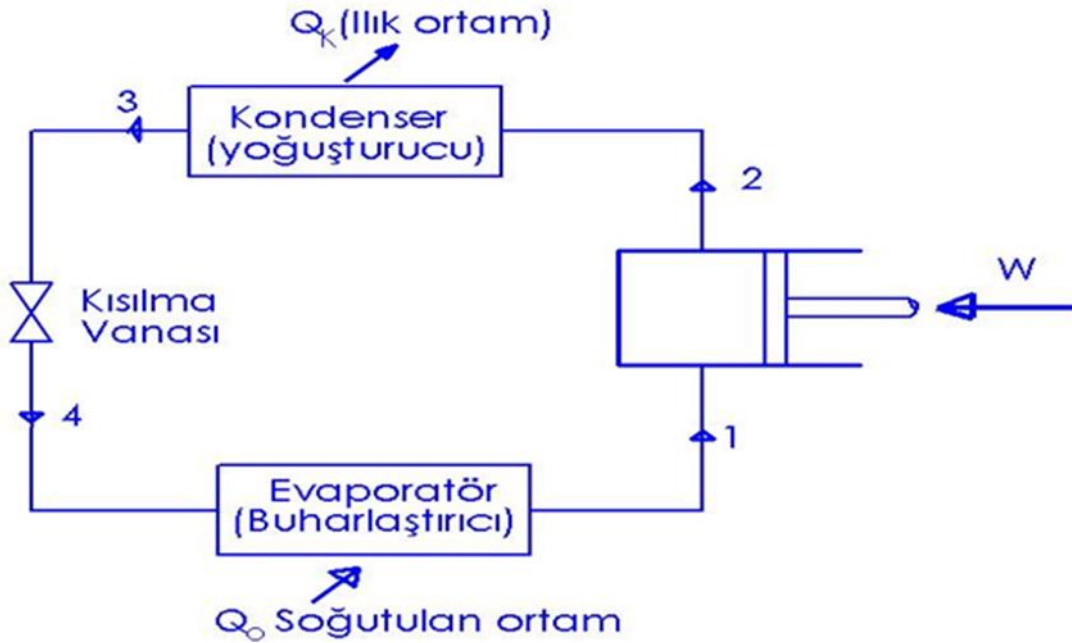 QK (Ilık ortam)
3
Kondenser
(yoğuşturucu)
2
W
Kısılma
Vanası
4
1
Evaporatör
(Buharlaştırıcı)
Qo Soğutulan ortam